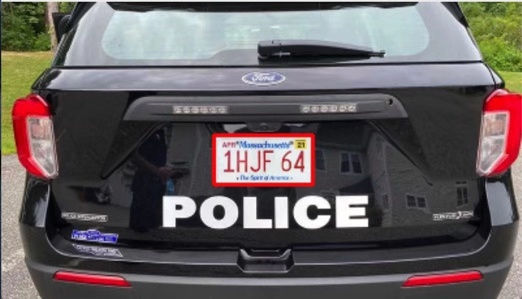 Ford
APR Massachusetts 21
1HJF 64
The Spirit of America
POLICE